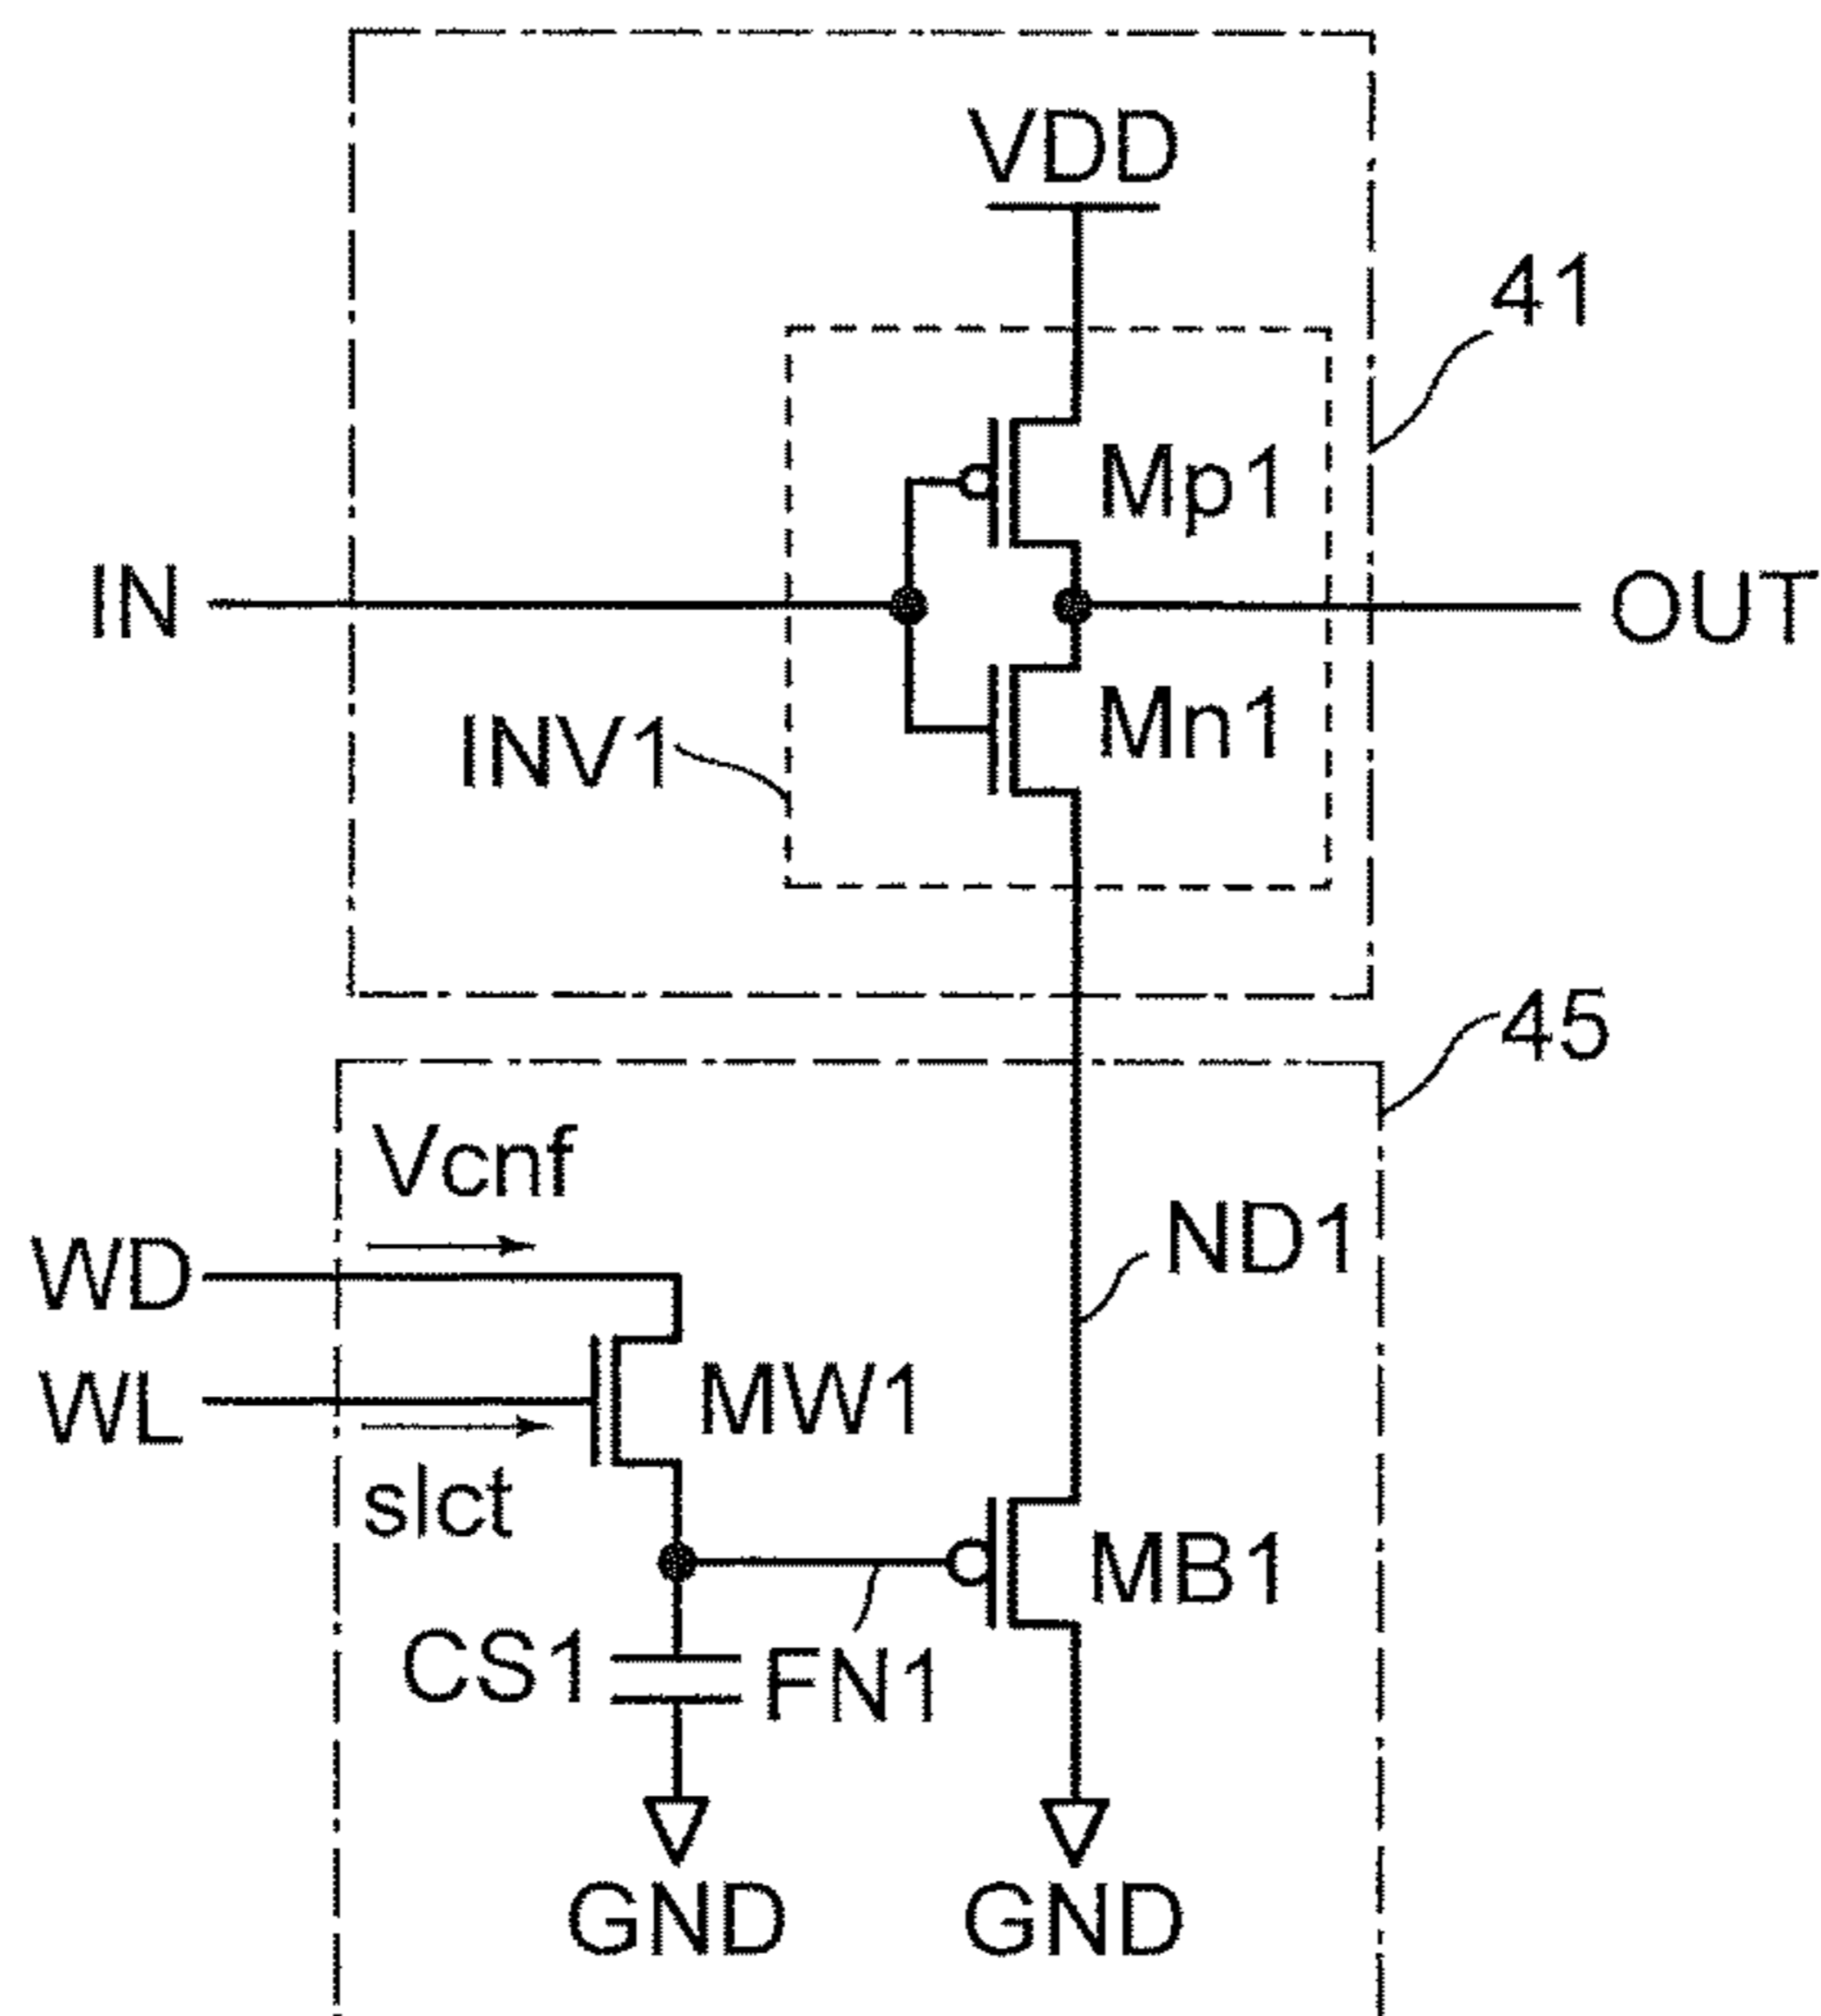 VDD
41
Mp1
IN
OUT
Mn1
INV1
45
Vcnf
ND1
WD
WL
MW1
slct
MB1
CS1
FN1
GND
GND